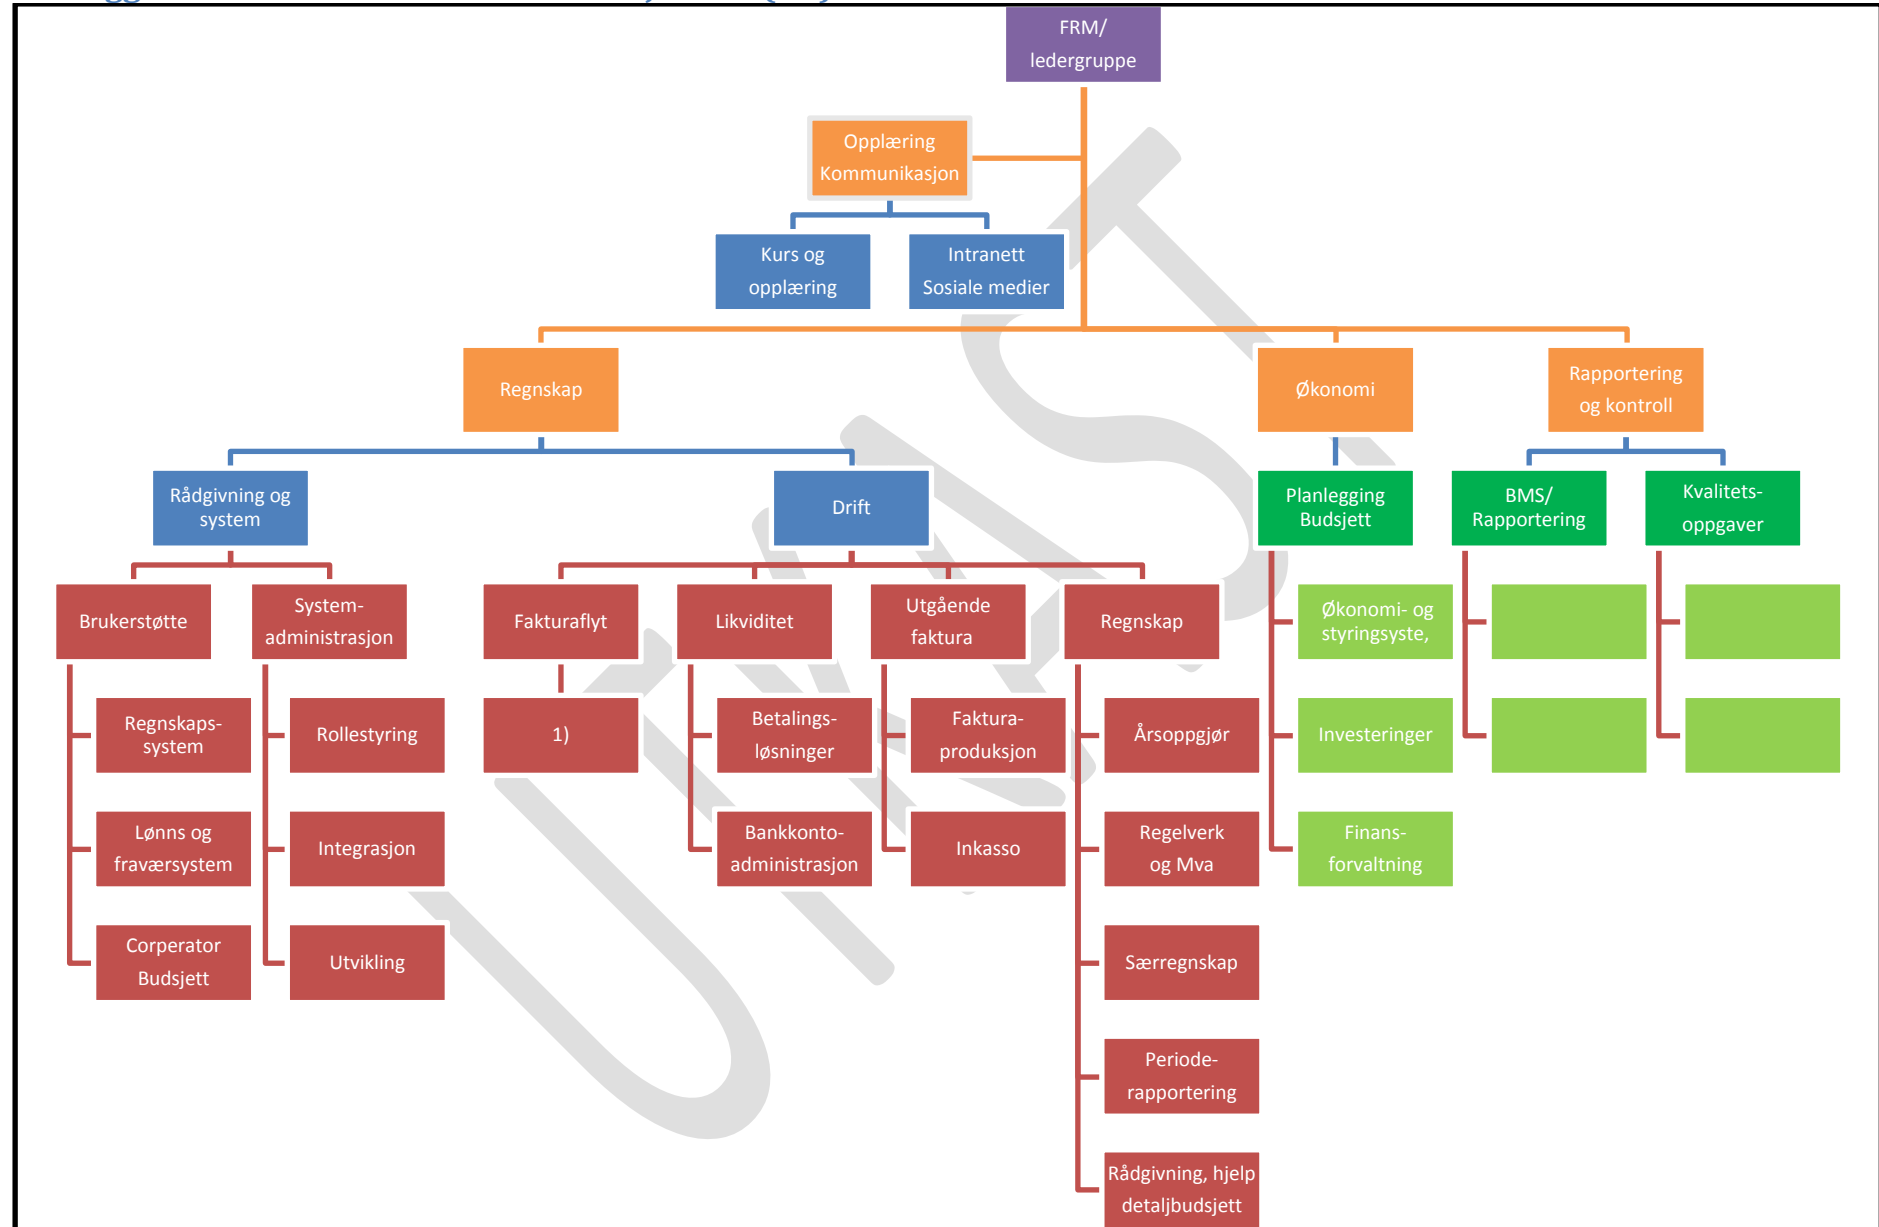 FRM/
ledergruppe
Opplæring
Kommunikasjon
Kurs og
opplæring
Intranett
Sosiale medier
Regnskap
Økonomi
Rapportering
og kontroll
Rådgivning og
system
Drift
Planlegging
Budsjett
BMS/
Rapportering
Kvalitets-
oppgaver
Brukerstøtte
System-
administrasjon
Fakturaflyt
Likviditet
Utgående
faktura
Regnskap
Økonomi- og
styringsyste,
Regnskaps-
system
Rollestyring
1)
Betalings-
løsninger
Faktura-
produksjon
Årsoppgjør
Investeringer
Lønns og
fraværsystem
Integrasjon
Bankkonto-
administrasjon
Inkasso
Regelverk
og Mva
Finans-
forvaltning
Corperator
Budsjett
Utvikling
Særregnskap
Periode-
rapportering
Rådgivning, hjelp
detaljbudsjett
UTKAST